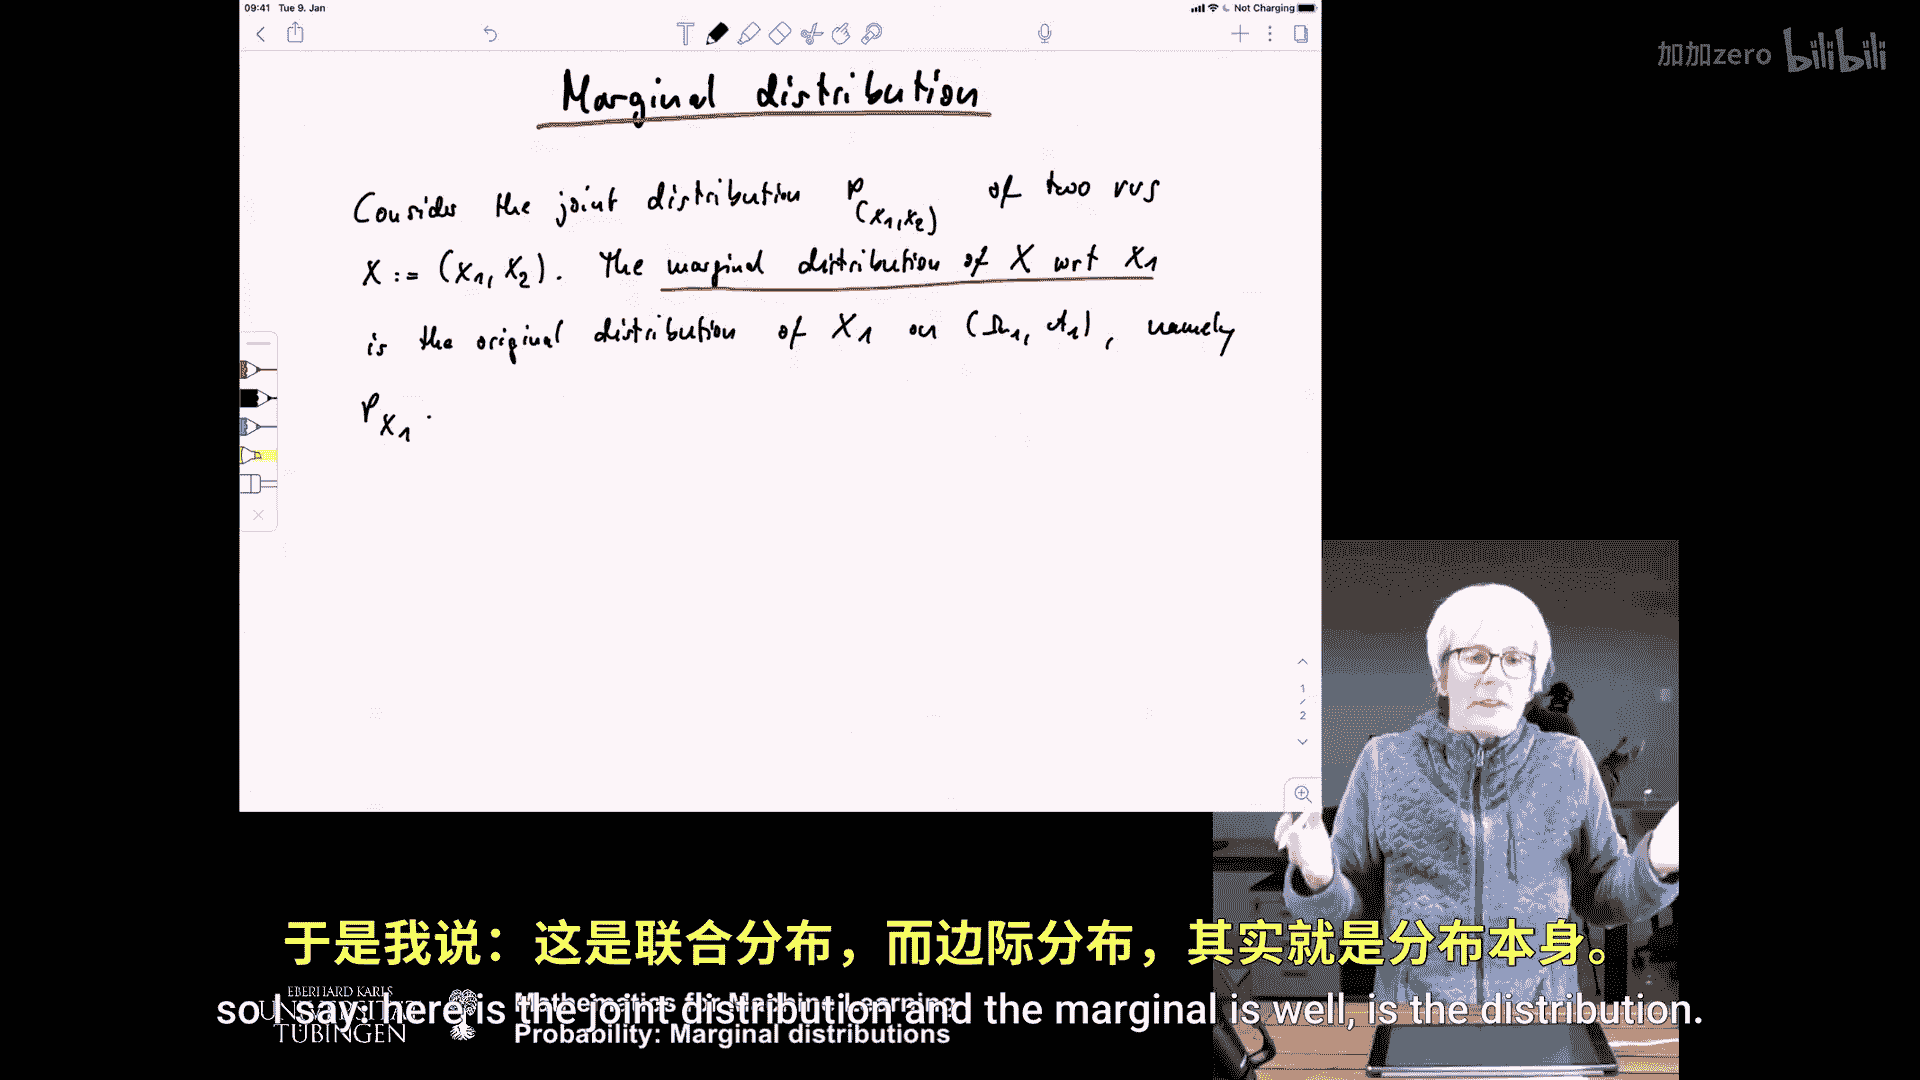 09:41 Tue 9. Jan
Not Charging
加加zero bilibili
Marginal distribution
Consider the joint distribution P(X1,X2) of two rvs
X := (X1, X2). The marginal distribution of X wrt X1
is the original distribution of X1 on (Ω1, A1), namely
PX1.
1
/
2
于是我说：这是联合分布，而边际分布，其实就是分布本身。
so I say: here is the joint distribution and the marginal is well, is the distribution.
EBERHARD KARLS
UNIVERSITÄT
TÜBINGEN
Mathematics for Machine Learning
Probability: Marginal distributions